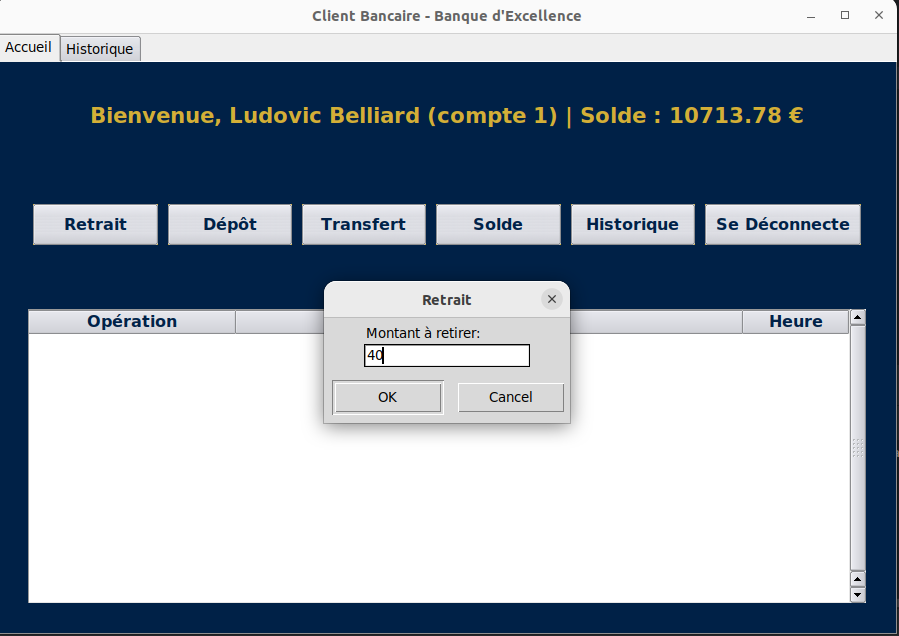 Client Bancaire - Banque d'Excellence
Accueil Historique
Bienvenue, Ludovic Belliard (compte 1) | Solde : 10713.78 €
Retrait Dépôt Transfert Solde Historique Se Déconnecte
Retrait
Opération Heure
Montant à retirer:
40
OK Cancel